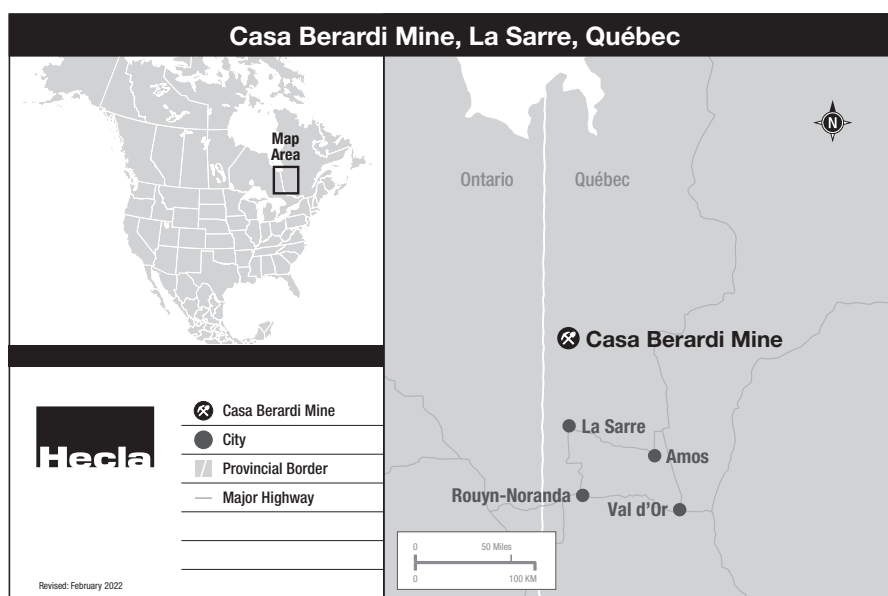 Casa Berardi Mine, La Sarre, Québec
Map
Area
N
Ontario
Québec
Casa Berardi Mine
La Sarre
Amos
Rouyn-Noranda
Val d'Or
0
50 Miles
0
100 KM
Hecla
Casa Berardi Mine
City
Provincial Border
Major Highway
Revised: February 2022